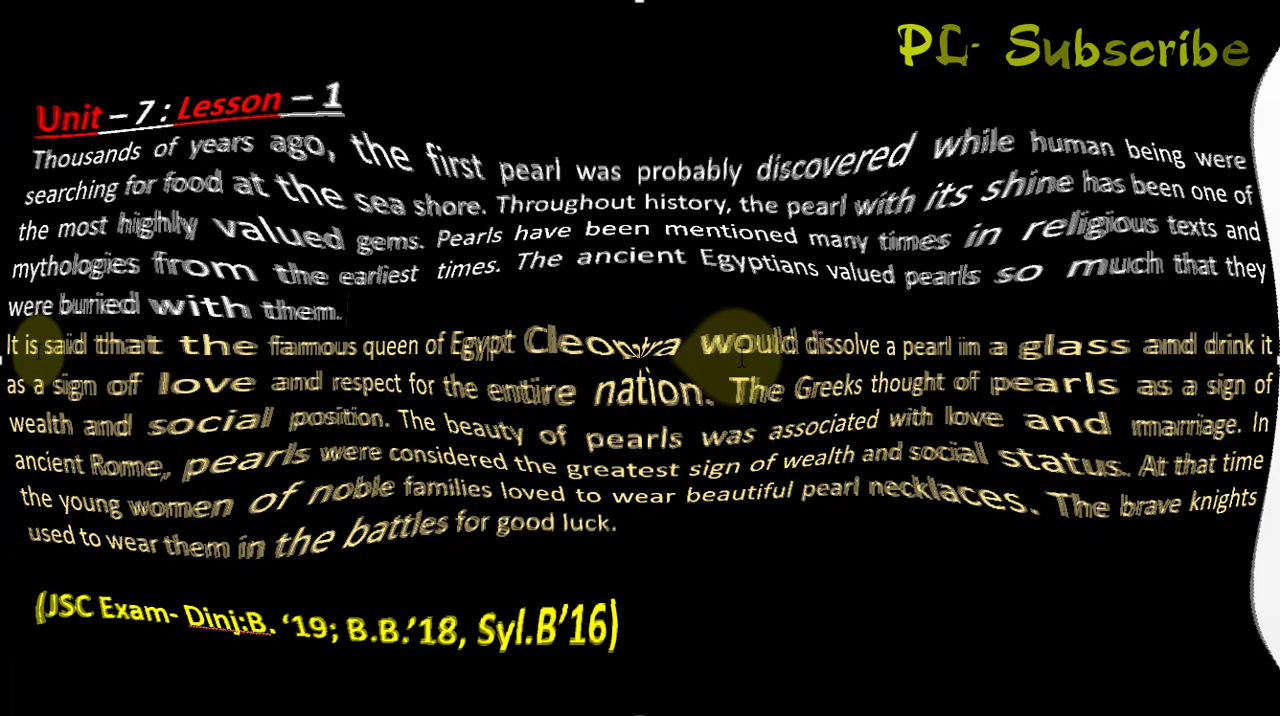 PL- Subscribe
Unit – 7 : Lesson – 1
Thousands of years ago, the first pearl was probably discovered while human being were
searching for food at the sea shore. Throughout history, the pearl with its shine has been one of
the most highly valued gems. Pearls have been mentioned many times in religious texts and
mythologies from the earliest times. The ancient Egyptians valued pearls so much that they
were buried with them.
It is said that the famous queen of Egypt would dissolve a pearl in a glass and drink it
as a sign of love and respect for the entire nation. The Greeks thought of pearls as a sign of
wealth and social position. The beauty of pearls was associated with love and marriage. In
ancient Rome, pearls were considered the greatest sign of wealth and social status. At that time
the young women of noble families loved to wear beautiful pearl necklaces. The brave knights
used to wear them in the battles for good luck.
(JSC Exam- Dinj:B. ‘19; B.B.’18, Syl.B’16)